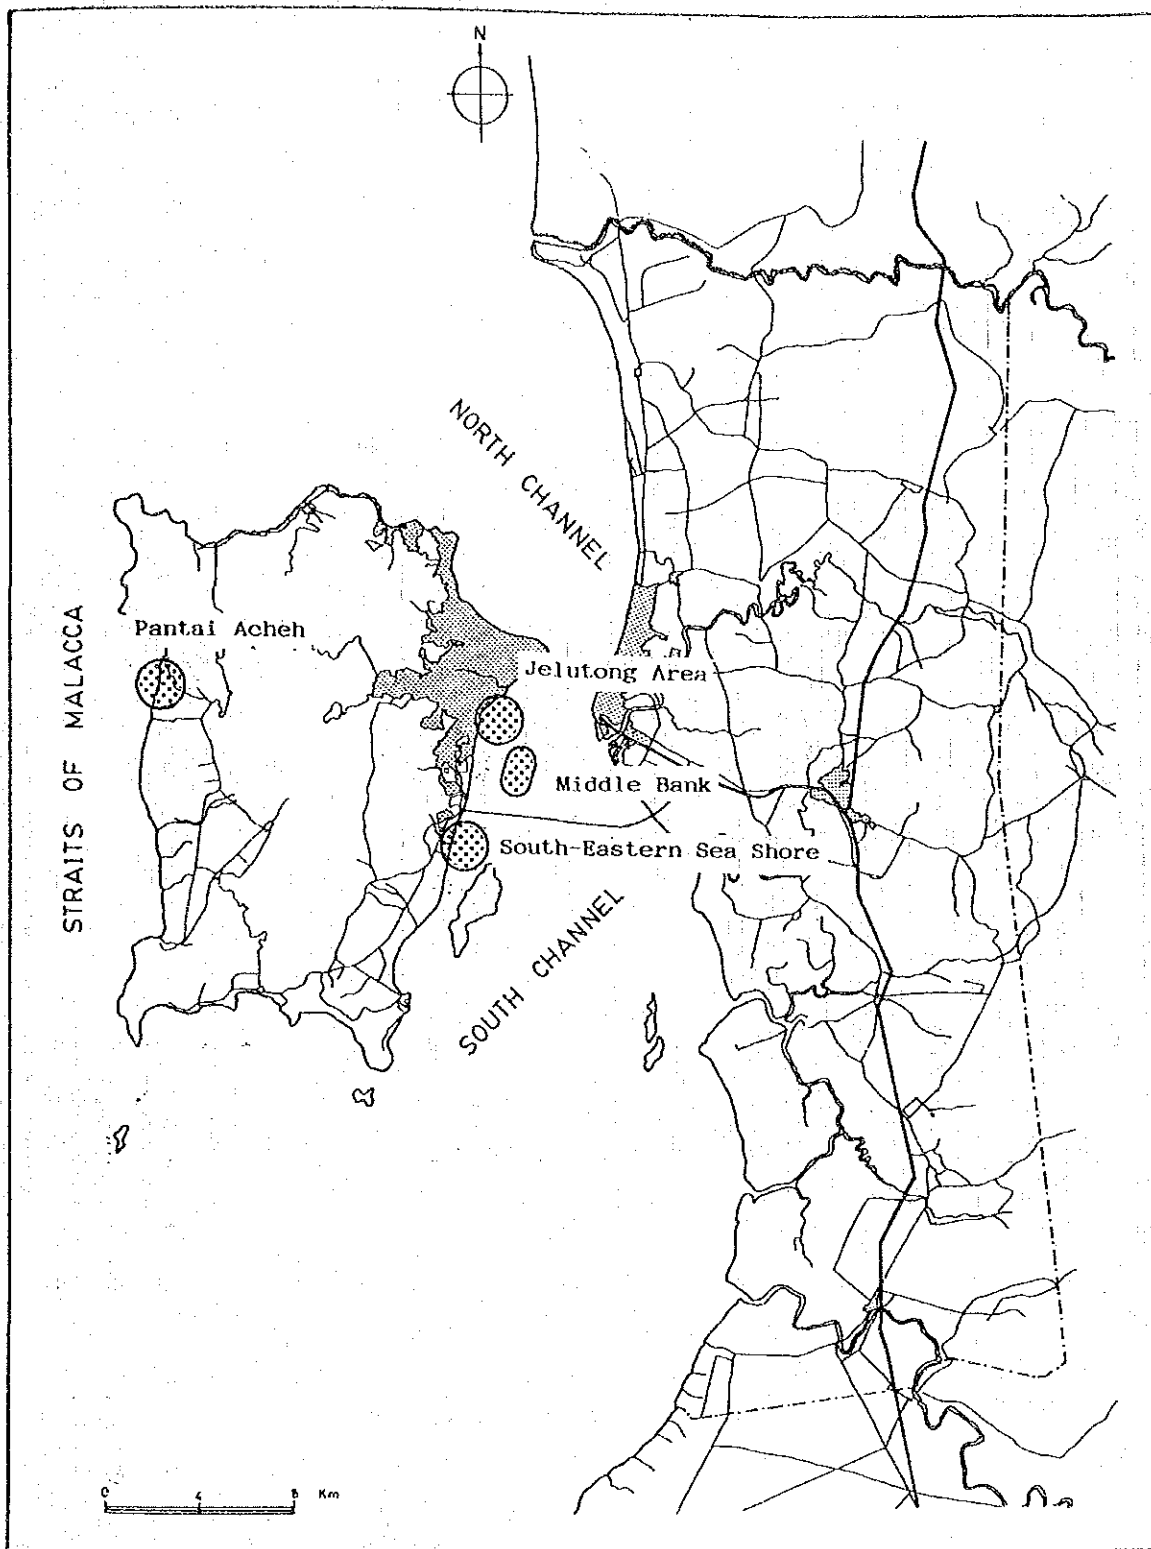 N
NORTH CHANNEL
STRAITS OF MALACCA
Pantai Acheh
Jelutong Area
Middle Bank
South-Eastern Sea Shore
SOUTH CHANNEL
0 4 8 Km